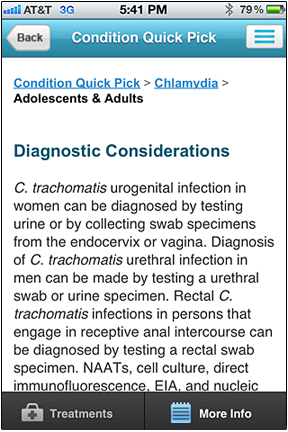 AT&T 3G 5:41 PM 79%
Back Condition Quick Pick
Condition Quick Pick > Chlamydia >
Adolescents & Adults
Diagnostic Considerations
C. trachomatis urogenital infection in
women can be diagnosed by testing
urine or by collecting swab specimens
from the endocervix or vagina. Diagnosis
of C. trachomatis urethral infection in
men can be made by testing a urethral
swab or urine specimen. Rectal C.
trachomatis infections in persons that
engage in receptive anal intercourse can
be diagnosed by testing a rectal swab
specimen. NAATs, cell culture, direct
immunofluorescence, EIA, and nucleic
Treatments More Info